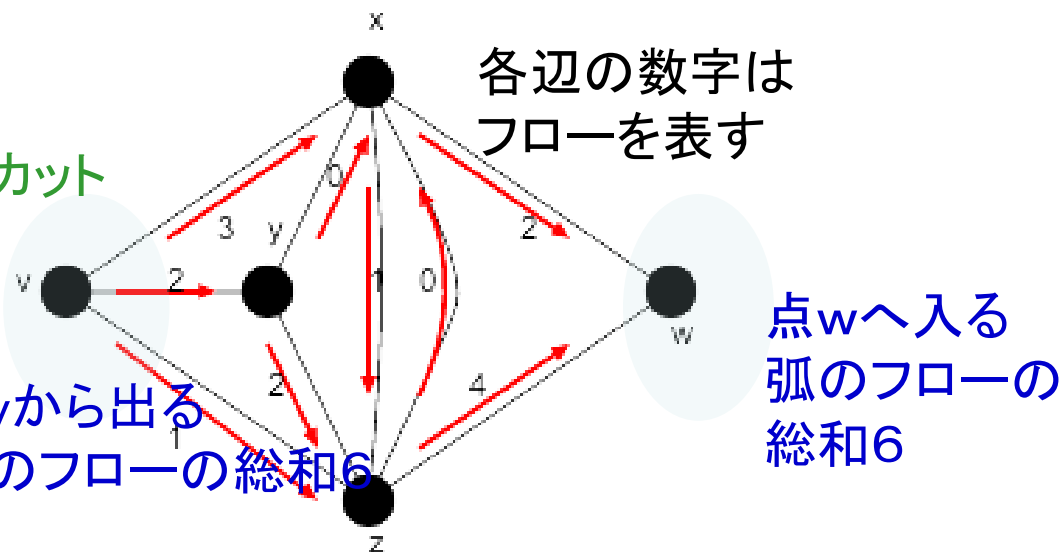 x
各辺の数字は
フローを表す
カット
0
3
y
2
v
2
1
0
w
点wへ入る
弧のフローの
総和6
2
4
から出る
1
のフローの総和6
z